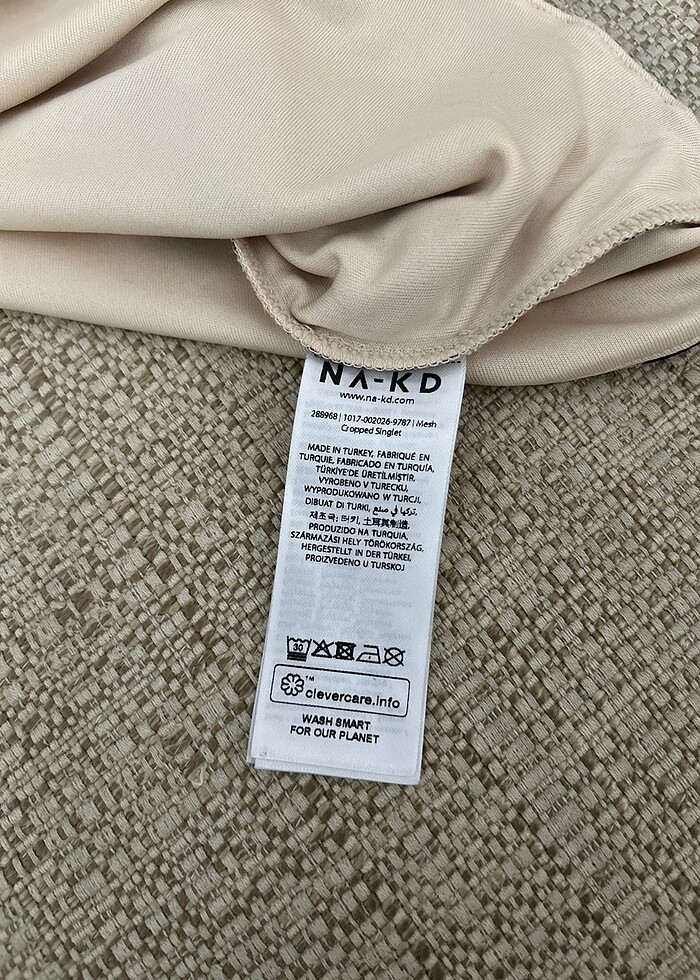 NA-KD
www.na-kd.com
288968 | 1017-002026-9787 | Mesh
Cropped Singlet
MADE IN TURKEY, FABRIQUÉ EN
TURQUIE, FABRICADO EN TURQUÍA,
TÜRKİYE'DE ÜRETİLMİŞTİR,
VYROBENO V TURECKU,
WYPRODUKOWANO W TURCJI,
DIBUAT DI TURKI, تركيا في صنع,
제조국: 터키, 土耳其制造,
PRODUZIDO NA TURQUIA,
SZÁRMAZÁSI HELY TÖRÖKORSZÁG,
HERGESTELLT IN DER TÜRKEI,
PROIZVEDENO U TURSKOJ
30
™
clevercare.info
WASH SMART
FOR OUR PLANET